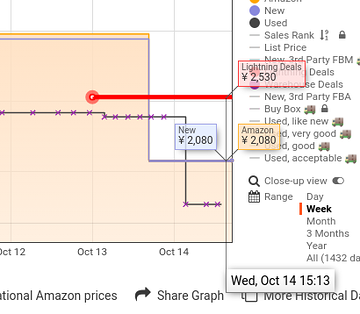 Amazon
New
Used
Sales Rank
List Price
New, 3rd Party FBM
Lightning Deals
¥ 2,530
Deals
Warehouse Deals
New, 3rd Party FBA
Buy Box
Used, like new
New
¥ 2,080
Amazon
¥ 2,080
very good
good
Used, acceptable
Close-up view
Range
Day
Week
Month
3 Months
Year
All (1432 da
Oct 12
Oct 13
Oct 14
Wed, Oct 14 15:13
ational Amazon prices
Share Graph
More Historical Da